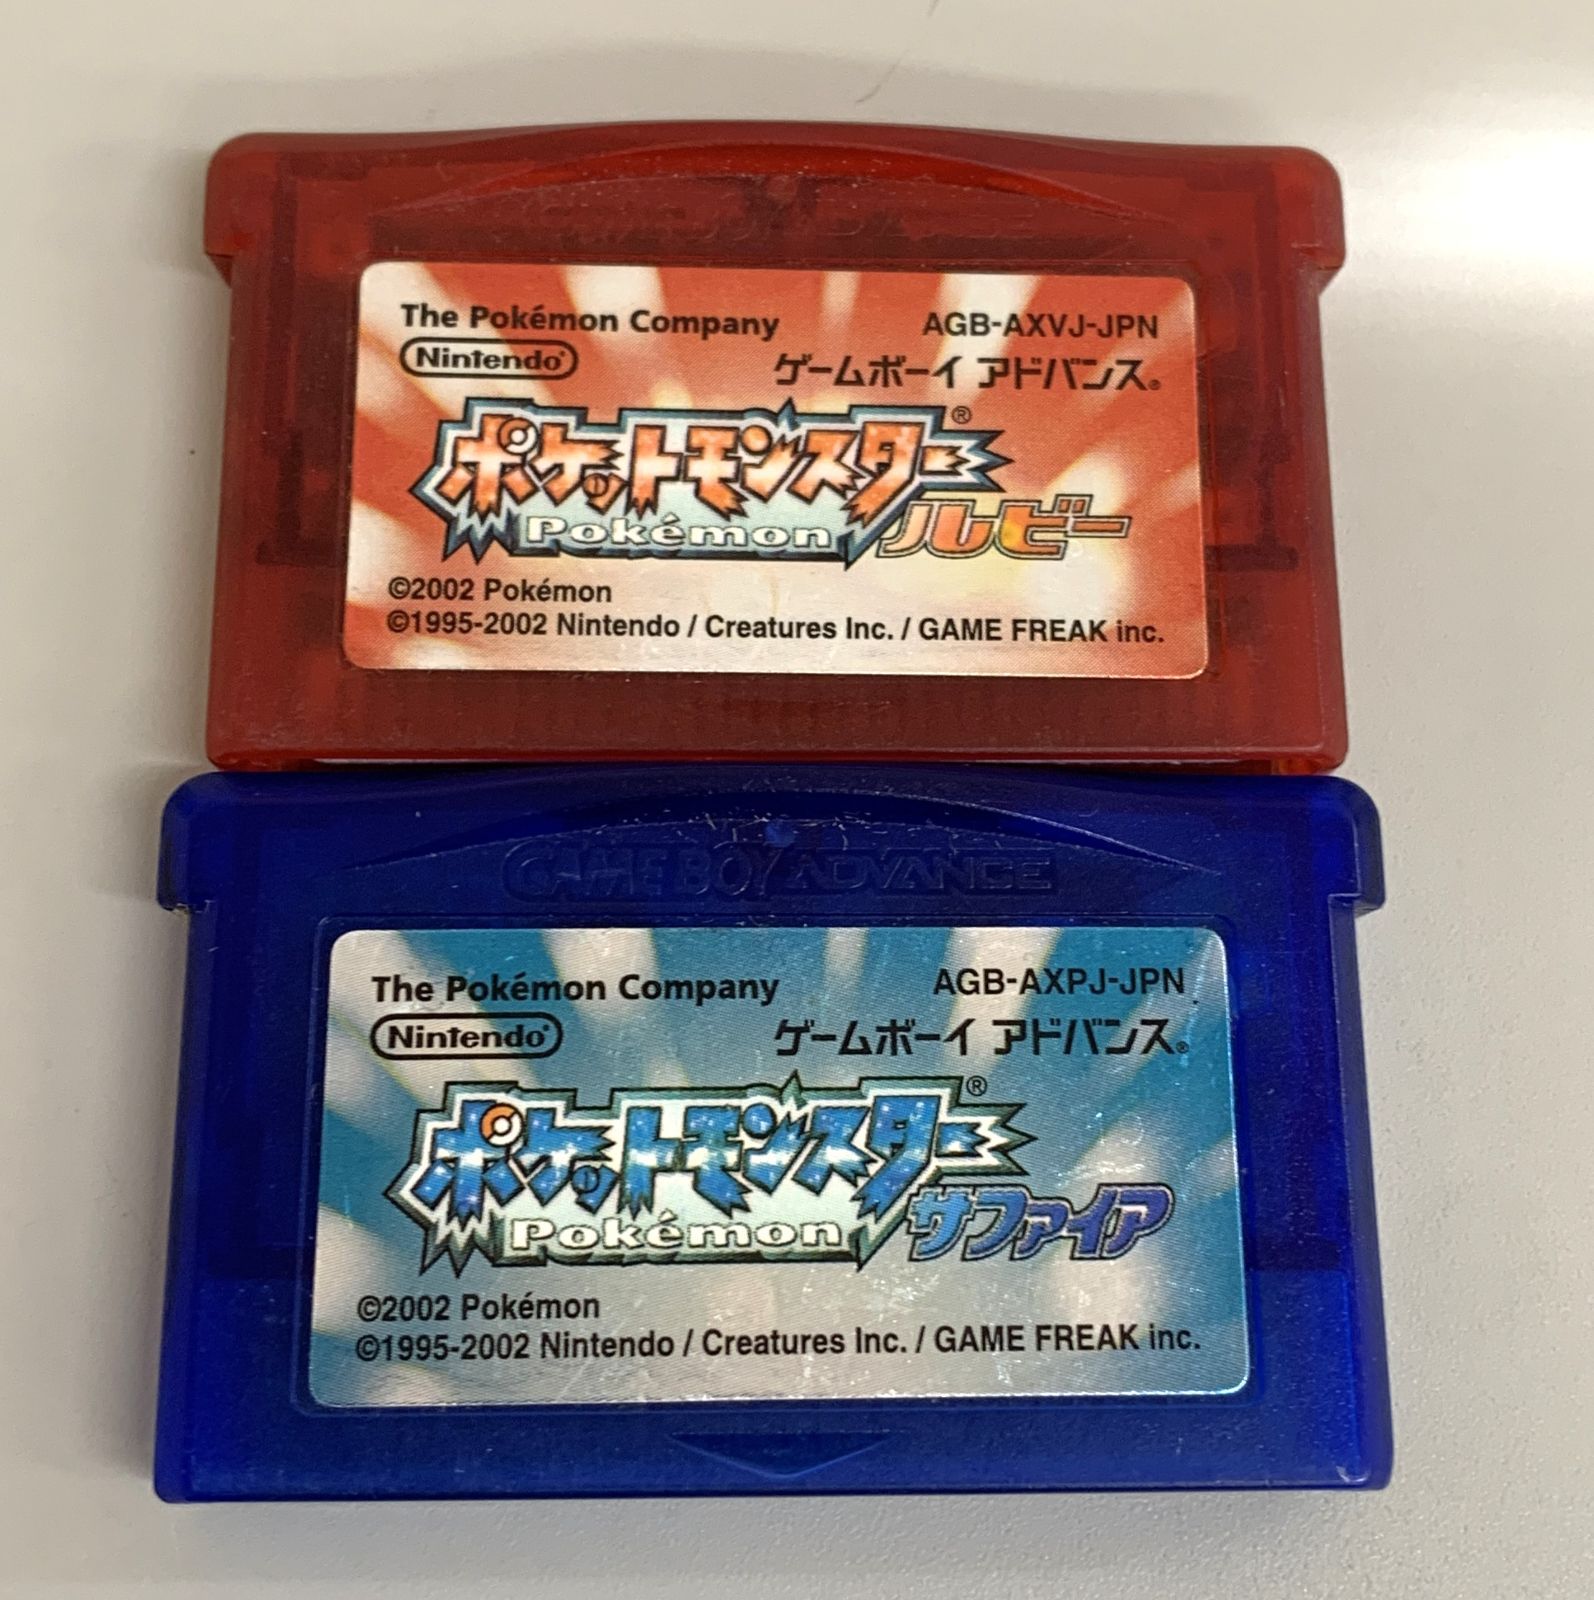 The Pokémon Company AGB-AXVJ-JPN
Nintendo® ゲームボーイ アドバンス®
ポケットモンスター®
Pokémon ルビー
©2002 Pokémon
©1995-2002 Nintendo / Creatures Inc. / GAME FREAK inc.
GAME BOY ADVANCE
The Pokémon Company AGB-AXPJ-JPN
Nintendo® ゲームボーイ アドバンス®
ポケットモンスター®
Pokémon サファイア
©2002 Pokémon
©1995-2002 Nintendo / Creatures Inc. / GAME FREAK inc.